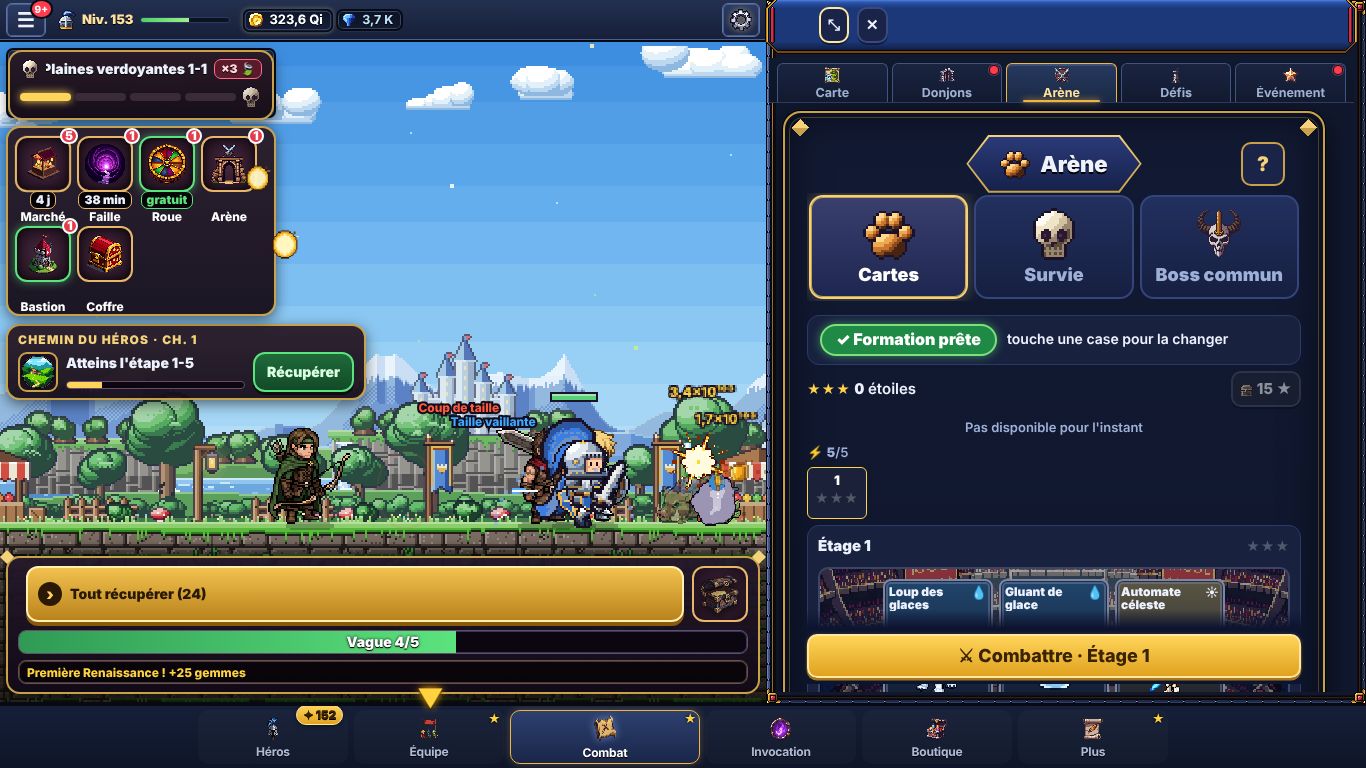 9+
Niv. 153
323,6 Qi
3,7 K
Plaines verdoyantes 1-1
×3
5
1
1
1
4 j
38 min
gratuit
Marché
Faille
Roue
Arène
1
Bastion
Coffre
CHEMIN DU HÉROS · CH. 1
Atteins l'étape 1-5
Récupérer
Coup de taille
Taille vaillante
Tout récupérer (24)
Vague 4/5
Première Renaissance ! +25 gemmes
Carte
Donjons
Arène
Défis
Événement
Arène
?
Cartes
Survie
Boss commun
✓ Formation prête
touche une case pour la changer
★★★ 0 étoiles
15 ★
Pas disponible pour l'instant
⚡ 5/5
1
★★★
Étage 1
★★★
Loup des glaces
Gluant de glace
Automate céleste
⚔ Combattre · Étage 1
✦ 152
Héros
Équipe
Combat
Invocation
Boutique
Plus